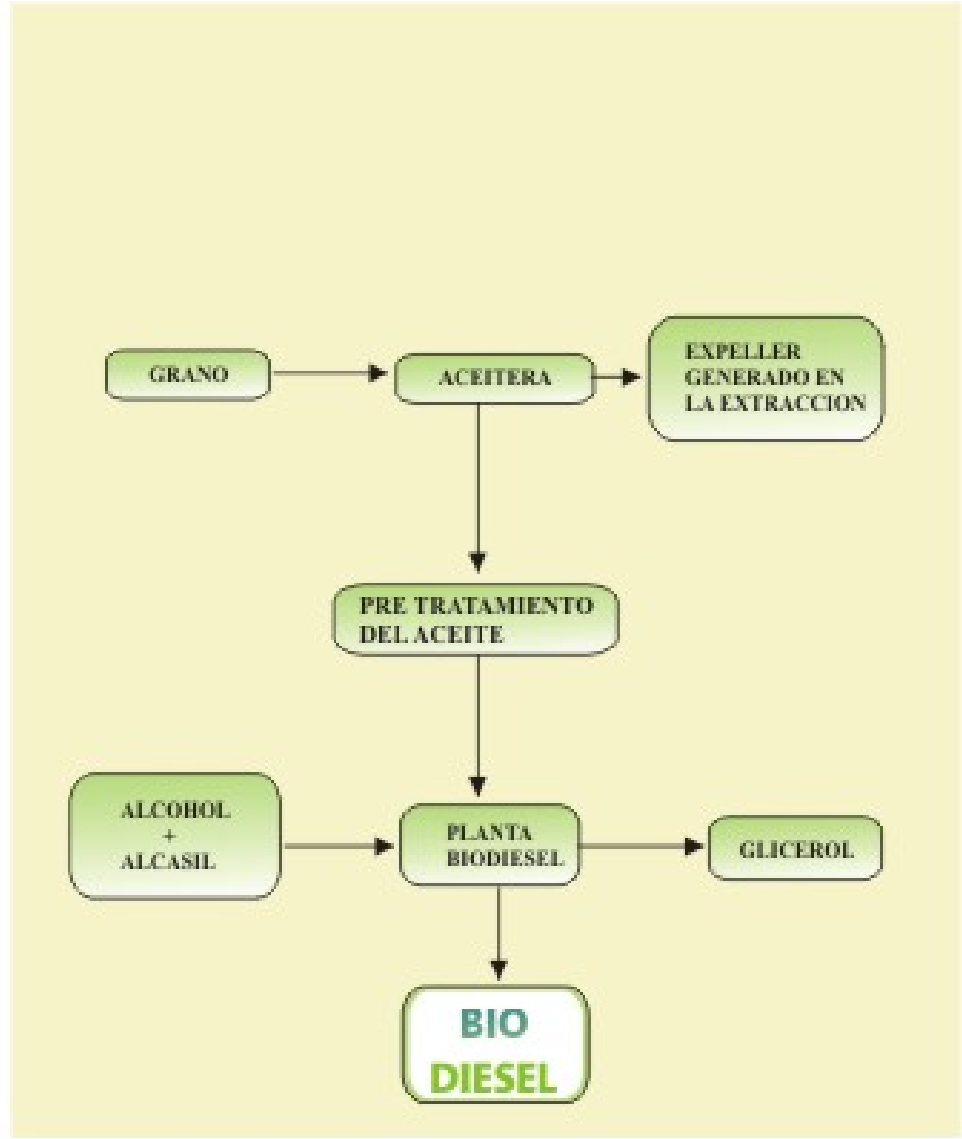 GRANO
ACEITERA
EXPELLER
GENERADO EN
LA EXTRACCION
PRE TRATAMIENTO
DEL ACEITE
ALCOHOL
+
ALCASIL
PLANTA
BIODIESEL
GLICEROL
BIO
DIESEL